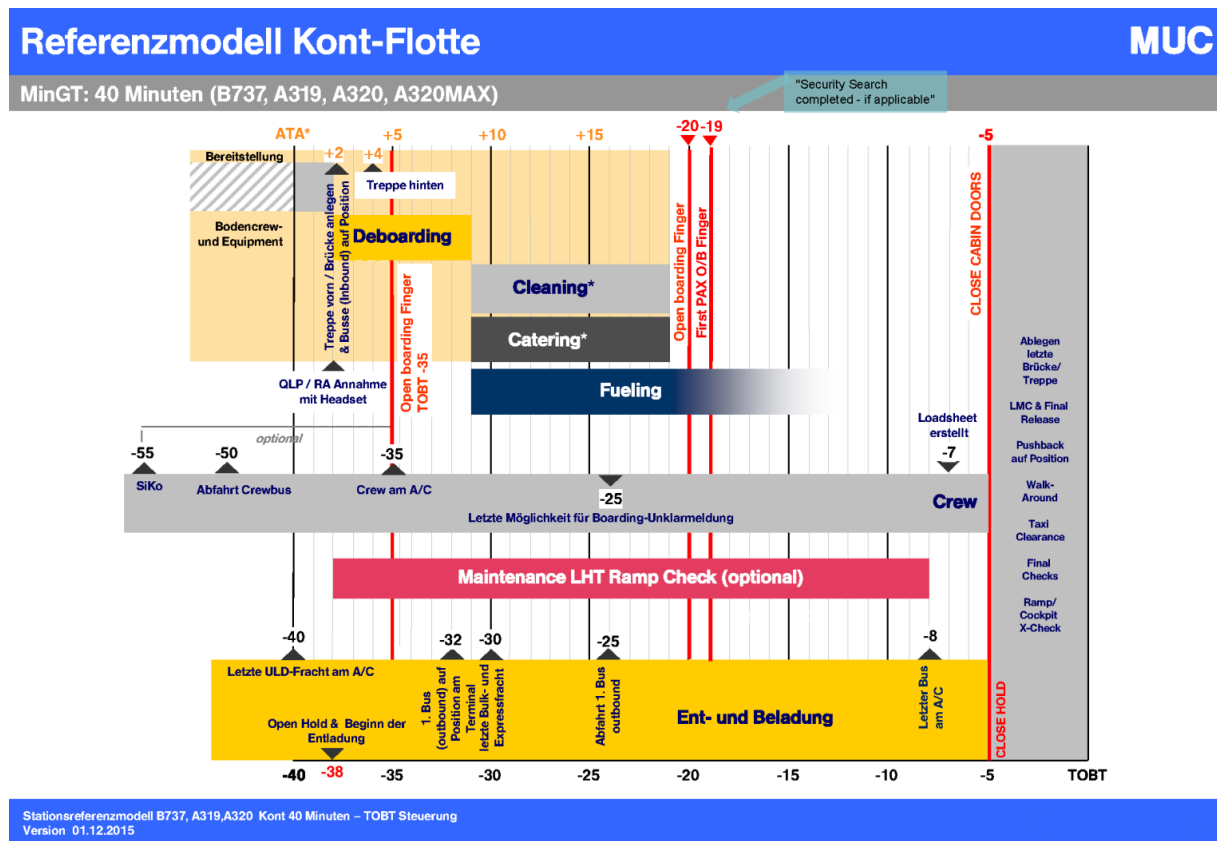 Referenzmodell Kont-Flotte
MUC
MinGT: 40 Minuten (B737, A319, A320, A320MAX)
"Security Search
completed - if applicable"
ATA*
+5
+10
+15
-20
-19
-5
Bereitstellung
+2
+4
Treppe hinten
Treppe vorn / Brücke anlegen
& Busse (Inbound) auf Position
Bodencrew-
und Equipment
Deboarding
Cleaning*
Catering*
Fueling
Open boarding Finger
TOBT -35
Open boarding Finger
First PAX O/B Finger
CLOSE CABIN DOORS
QLP / RA Annahme
mit Headset
optional
Loadsheet
erstellt
-55
-50
-35
-7
SiKo
Abfahrt Crewbus
Crew am A/C
-25
Crew
Letzte Möglichkeit für Boarding-Unklarmeldung
Maintenance LHT Ramp Check (optional)
-40
-32
-30
-25
-8
Letzte ULD-Fracht am A/C
Open Hold & Beginn der
Entladung
1. Bus
(outbound) auf
Position am
Terminal
letzte Bulk- und
Expressfracht
Abfahrt 1. Bus
outbound
Ent- und Beladung
Letzter Bus
am A/C
CLOSE HOLD
Ablegen
letzte
Brücke/
Treppe
LMC & Final
Release
Pushback
auf Position
Walk-
Around
Taxi
Clearance
Final
Checks
Ramp/
Cockpit
X-Check
-40
-38
-35
-30
-25
-20
-15
-10
-5
TOBT
Stationsreferenzmodell B737, A319,A320 Kont 40 Minuten – TOBT Steuerung
Version 01.12.2015